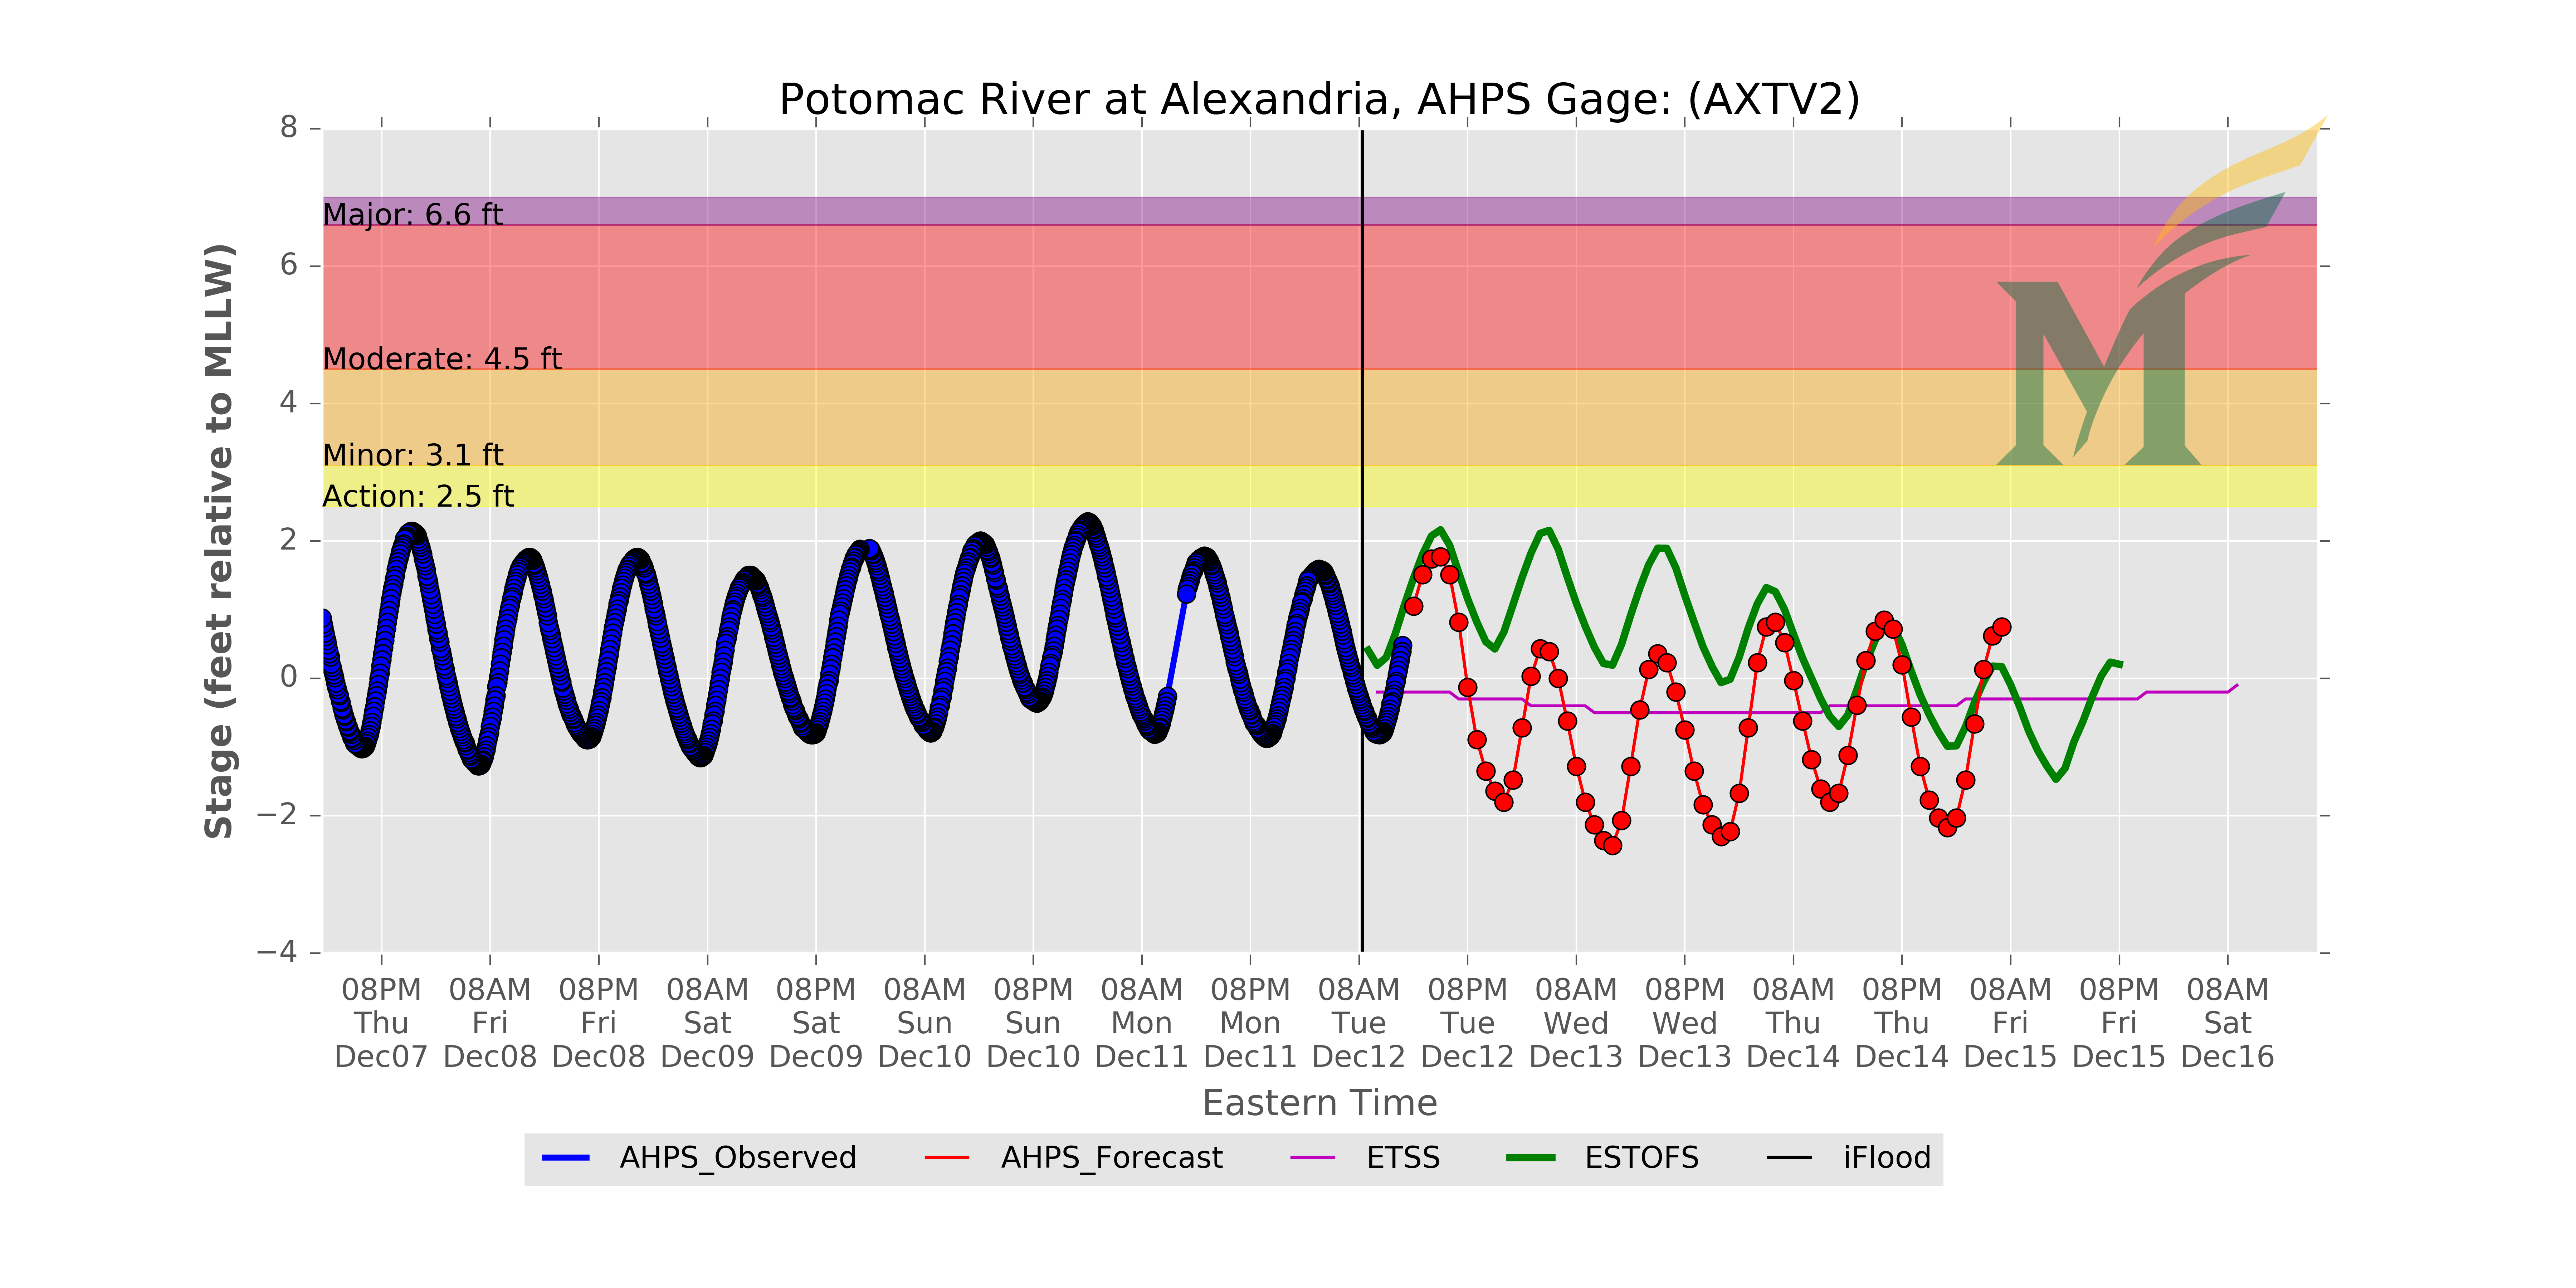 Potomac River at Alexandria, AHPS Gage: (AXTV2)
Stage (feet relative to MLLW)
8
6
4
2
0
−2
−4
Major: 6.6 ft
Moderate: 4.5 ft
Minor: 3.1 ft
Action: 2.5 ft
M
08PM Thu Dec07
08AM Fri Dec08
08PM Fri Dec08
08AM Sat Dec09
08PM Sat Dec09
08AM Sun Dec10
08PM Sun Dec10
08AM Mon Dec11
08PM Mon Dec11
08AM Tue Dec12
08PM Tue Dec12
08AM Wed Dec13
08PM Wed Dec13
08AM Thu Dec14
08PM Thu Dec14
08AM Fri Dec15
08PM Fri Dec15
08AM Sat Dec16
Eastern Time
AHPS_Observed AHPS_Forecast ETSS ESTOFS iFlood